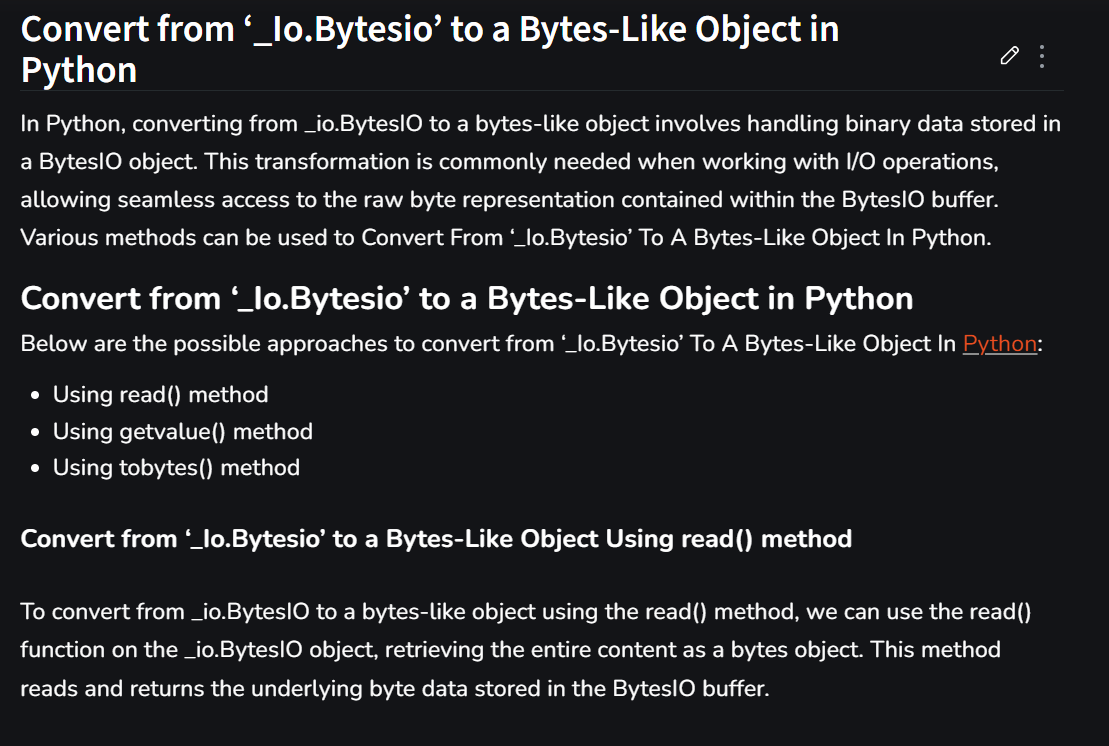 Convert from ‘_Io.Bytesio’ to a Bytes-Like Object in
Python
In Python, converting from _io.BytesIO to a bytes-like object involves handling binary data stored in
a BytesIO object. This transformation is commonly needed when working with I/O operations,
allowing seamless access to the raw byte representation contained within the BytesIO buffer.
Various methods can be used to Convert From ‘_Io.Bytesio’ To A Bytes-Like Object In Python.
Convert from ‘_Io.Bytesio’ to a Bytes-Like Object in Python
Below are the possible approaches to convert from ‘_Io.Bytesio’ To A Bytes-Like Object In Python:
• Using read() method
• Using getvalue() method
• Using tobytes() method
Convert from ‘_Io.Bytesio’ to a Bytes-Like Object Using read() method
To convert from _io.BytesIO to a bytes-like object using the read() method, we can use the read()
function on the _io.BytesIO object, retrieving the entire content as a bytes object. This method
reads and returns the underlying byte data stored in the BytesIO buffer.